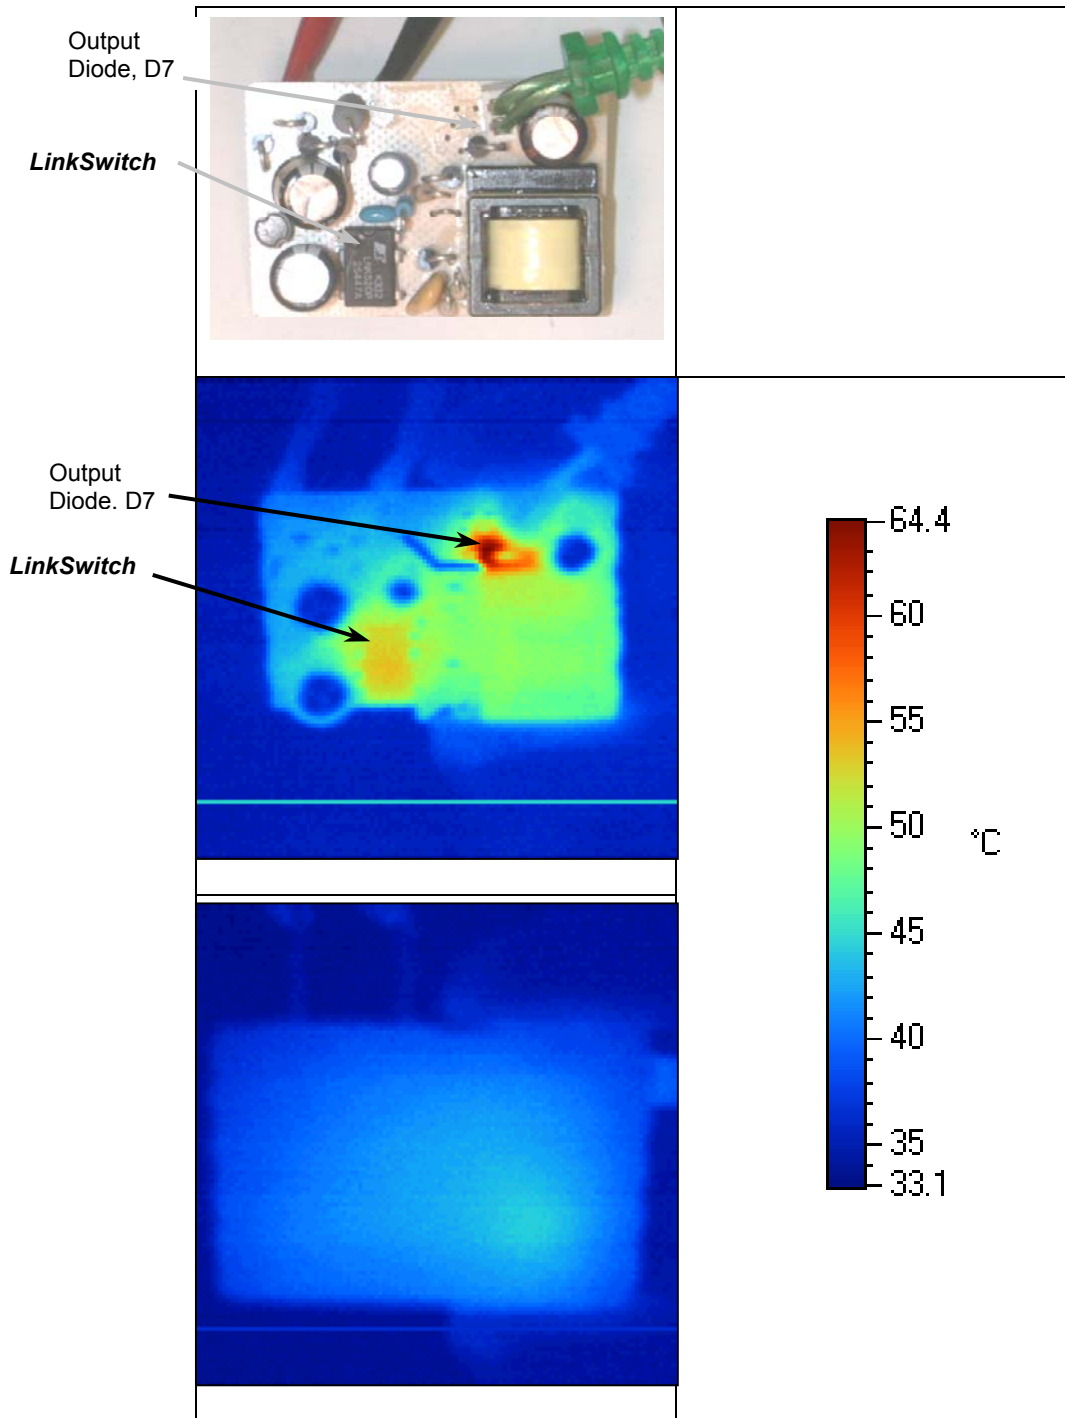 Output
Diode, D7
LinkSwitch
Output
Diode. D7
LinkSwitch
64.4
60
55
50
°C
45
40
35
33.1